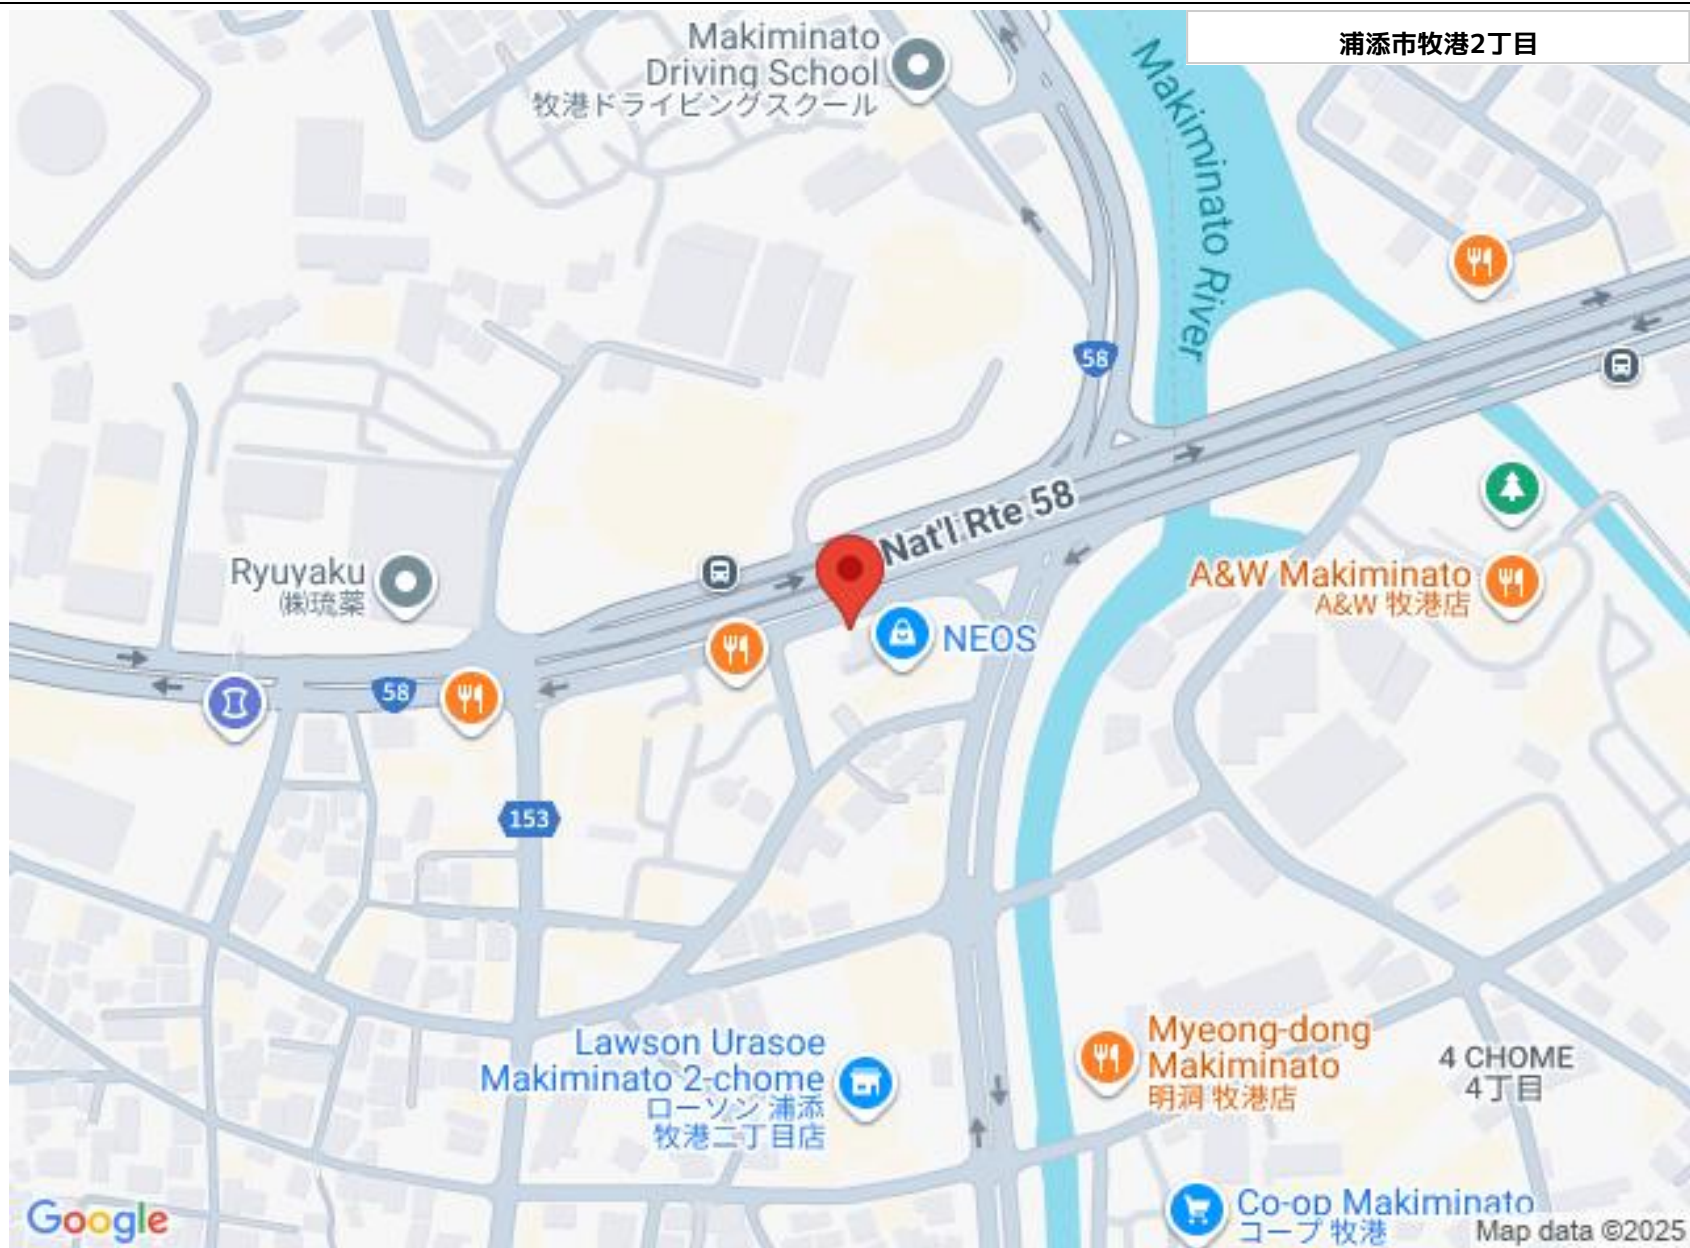 浦添市牧港2丁目
Makiminato
Driving School
牧港ドライビングスクール
Makiminato River
58
Nat'l Rte 58
Ryuyaku
㈱琉薬
A&W Makiminato
A&W 牧港店
NEOS
58
153
Lawson Urasoe
Makiminato 2-chome
ローソン 浦添
牧港二丁目店
Myeong-dong
Makiminato
明洞 牧港店
4 CHOME
4丁目
Co-op Makiminato
コープ 牧港
Google
Map data ©2025